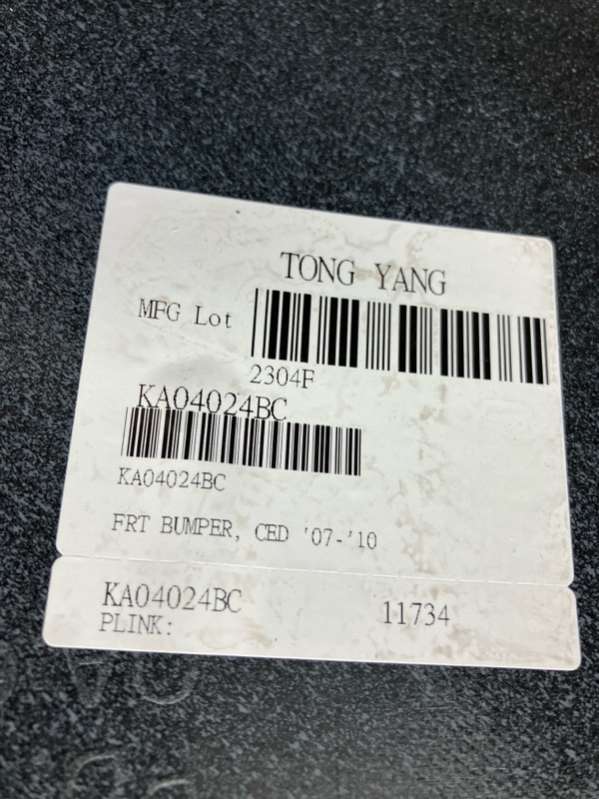 TONG YANG
MFG Lot
2304F
KA04024BC
KA04024BC
FRT BUMPER, CED '07-'10
KA04024BC 11734
PLINK: